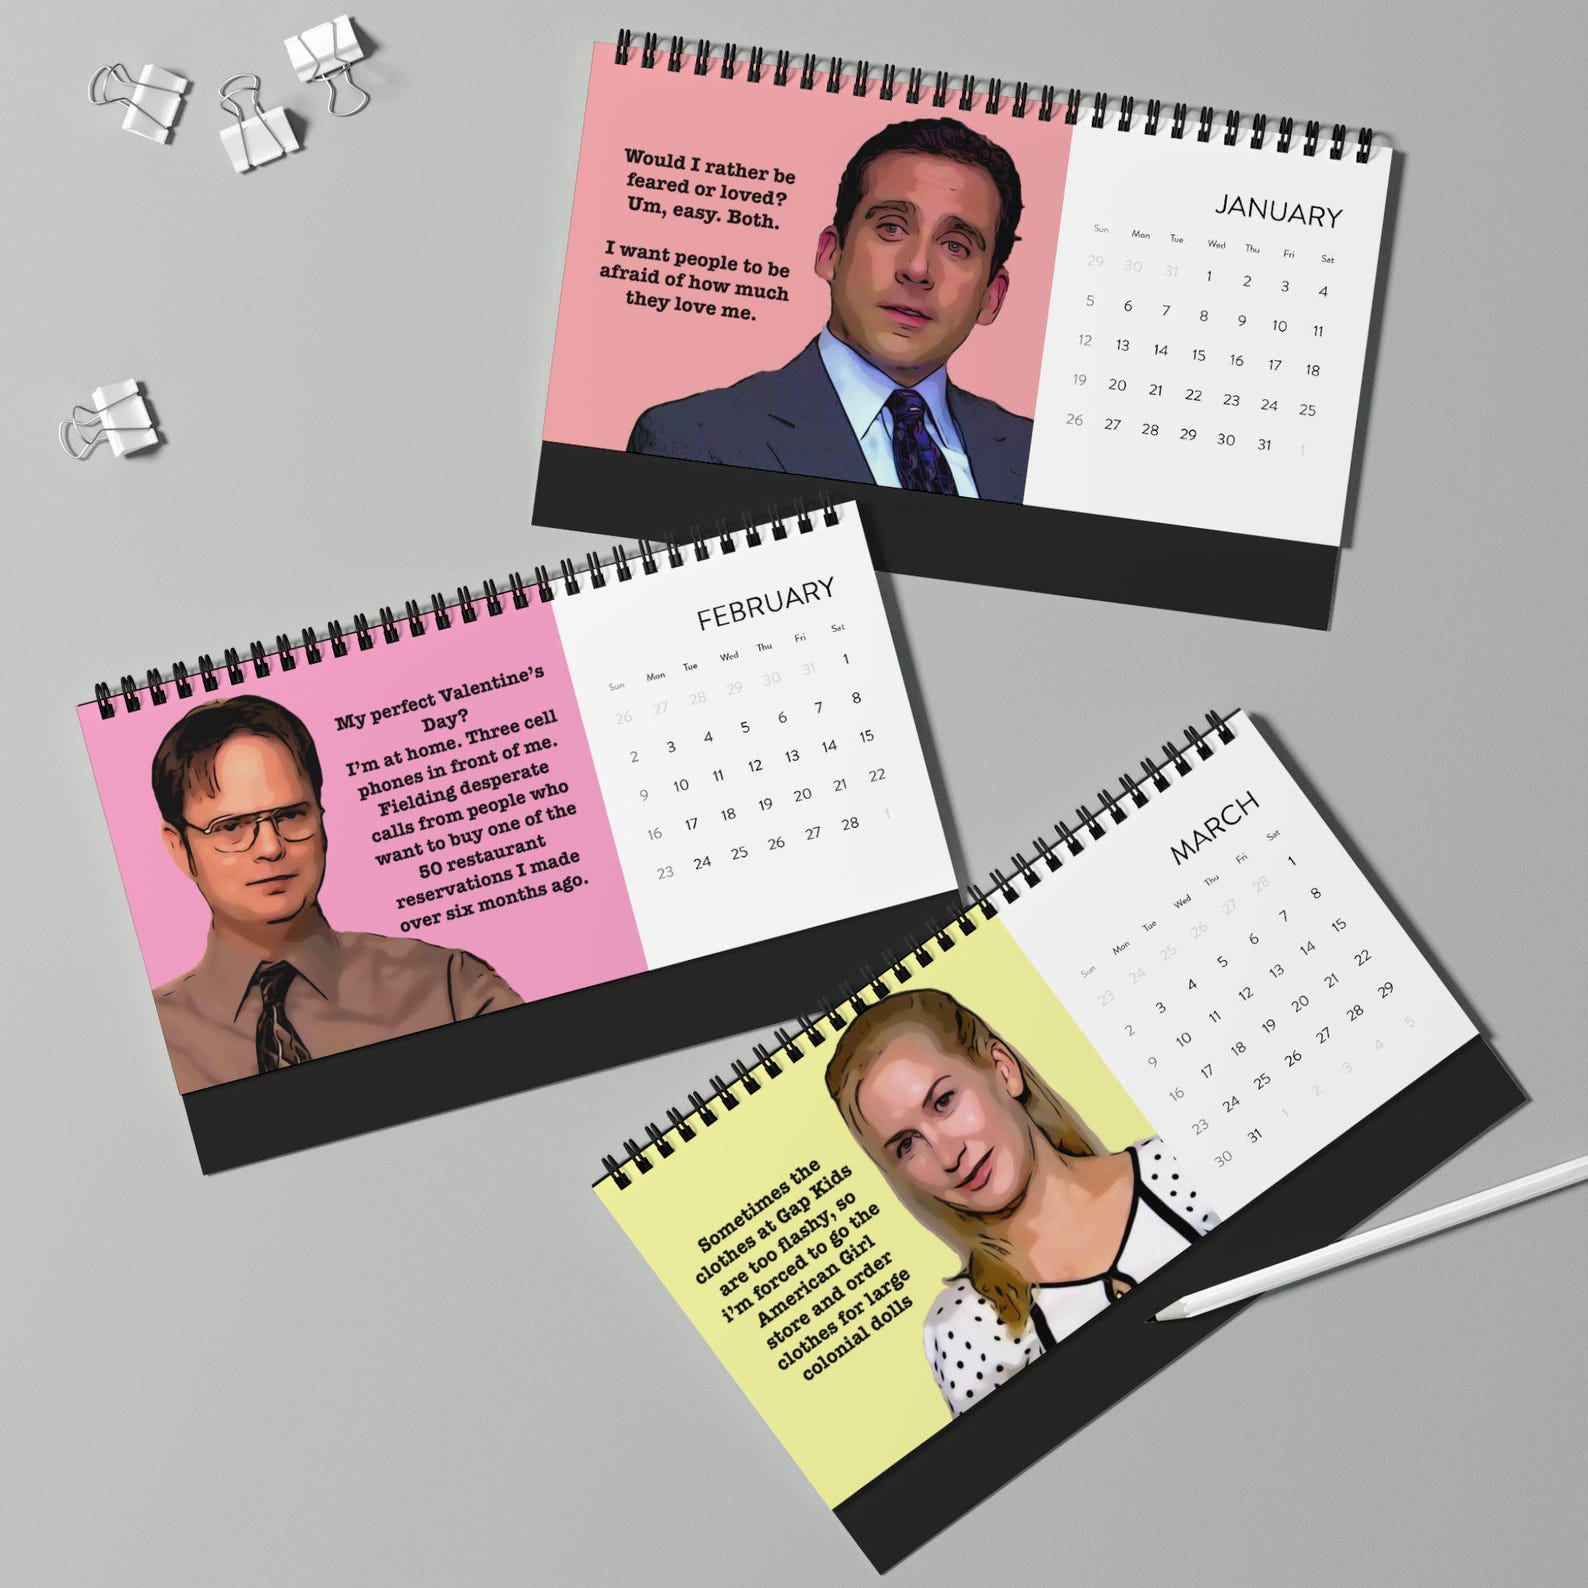 Would I rather be
feared or loved?
Um, easy. Both.
I want people to be
afraid of how much
they love me.
JANUARY
Sun Mon Tue Wed Thu Fri Sat
29 30 31 1 2 3 4
5 6 7 8 9 10 11
12 13 14 15 16 17 18
19 20 21 22 23 24 25
26 27 28 29 30 31 1
My perfect Valentine's
Day?
I'm at home. Three cell
phones in front of me.
Fielding desperate
calls from people who
want to buy one of the
50 restaurant
reservations I made
over six months ago.
FEBRUARY
Sun Mon Tue Wed Thu Fri Sat
26 27 28 29 30 31 1
2 3 4 5 6 7 8
9 10 11 12 13 14 15
16 17 18 19 20 21 22
23 24 25 26 27 28 1
Sometimes the
clothes at Gap Kids
are too flashy, so
i'm forced to go the
American Girl
store and order
clothes for large
colonial dolls
MARCH
Sun Mon Tue Wed Thu Fri Sat
23 24 25 26 27 28 1
2 3 4 5 6 7 8
9 10 11 12 13 14 15
16 17 18 19 20 21 22
23 24 25 26 27 28 29
30 31 1 2 3 4 5